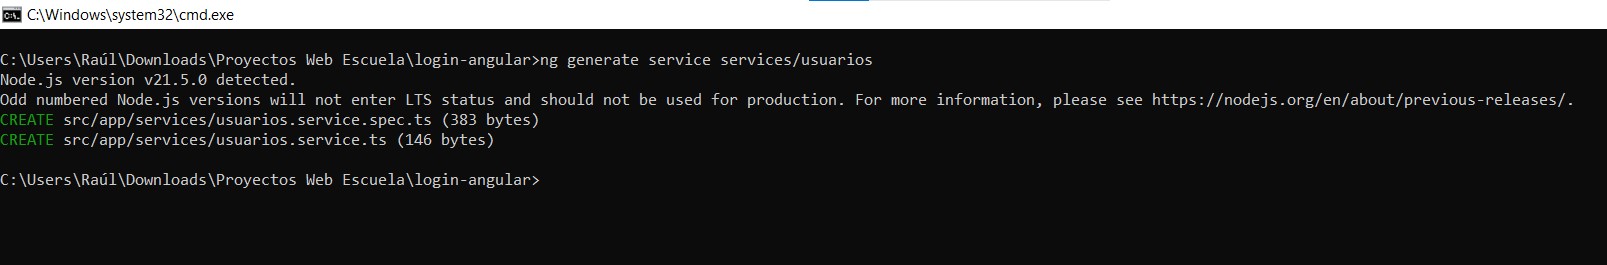 C:\Windows\system32\cmd.exe
C:\Users\Raúl\Downloads\Proyectos Web Escuela\login-angular>ng generate service services/usuarios
Node.js version v21.5.0 detected.
Odd numbered Node.js versions will not enter LTS status and should not be used for production. For more information, please see https://nodejs.org/en/about/previous-releases/.
CREATE src/app/services/usuarios.service.spec.ts (383 bytes)
CREATE src/app/services/usuarios.service.ts (146 bytes)
C:\Users\Raúl\Downloads\Proyectos Web Escuela\login-angular>